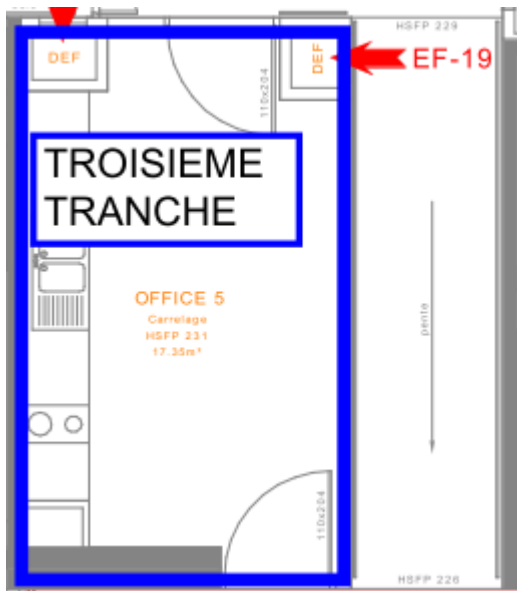 HSFP 229
DEF
DEF
EF-19
110x204
TROISIEME
TRANCHE
OFFICE 5
Carrelage
HSFP 231
17.35m²
pente
110x204
HSFP 226